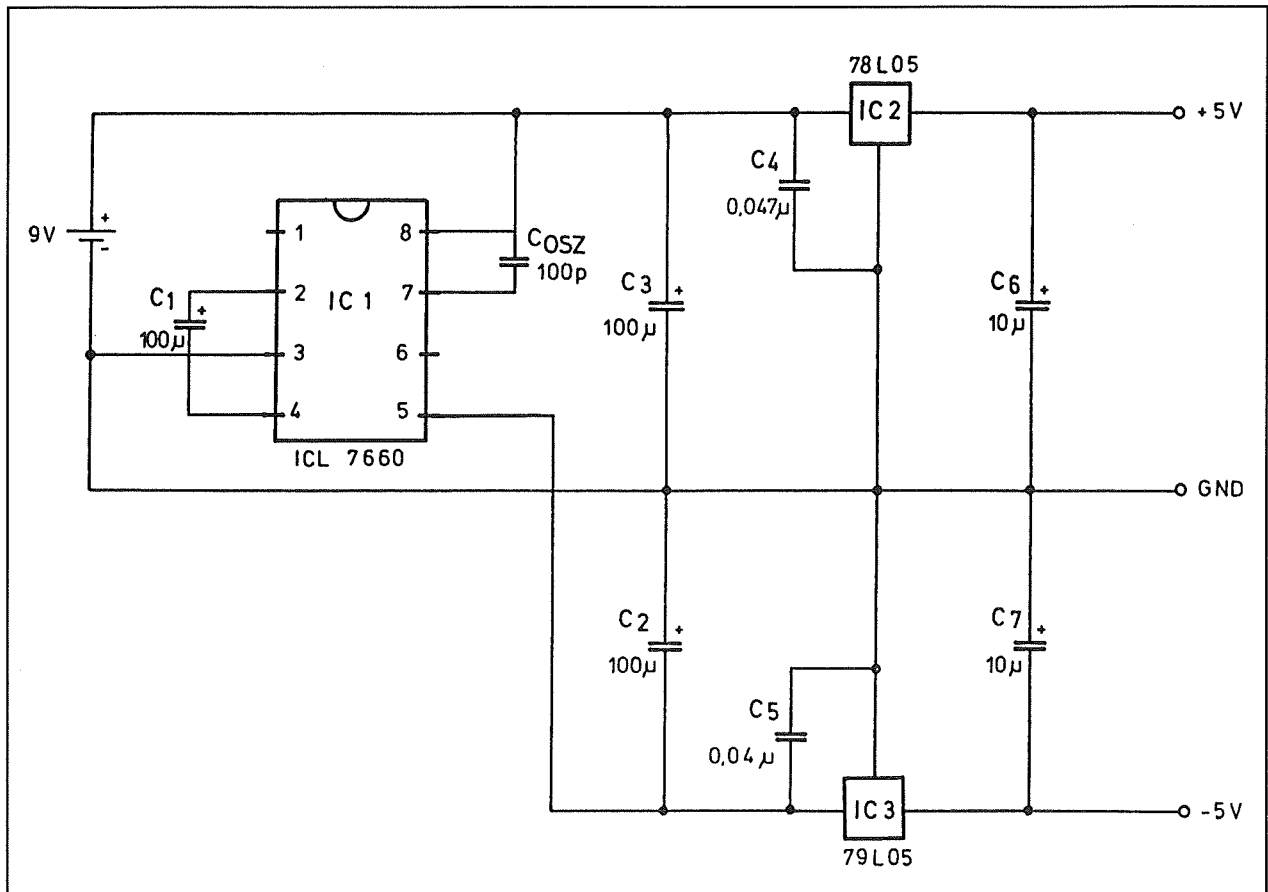 78L05
IC2
+5V
C4
0,047µ
9V
+
-
1
8
COSZ
100p
C1
+
100µ
2
IC1
7
3
6
4
5
ICL 7660
C3
+
100µ
C6
+
10µ
GND
C2
+
100µ
C7
+
10µ
C5
0,04µ
IC3
-5V
79L05